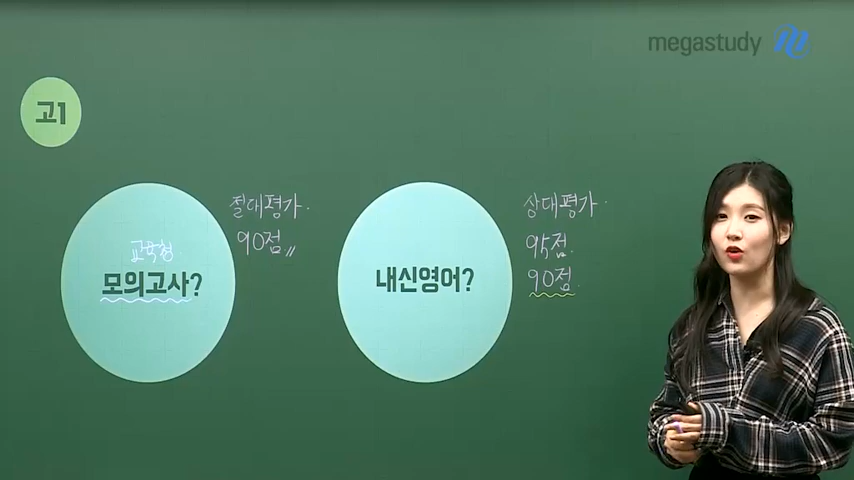 megastudy
고1
교육청
모의고사?
절대평가.
90점
내신영어?
상대평가.
95점.
90점.